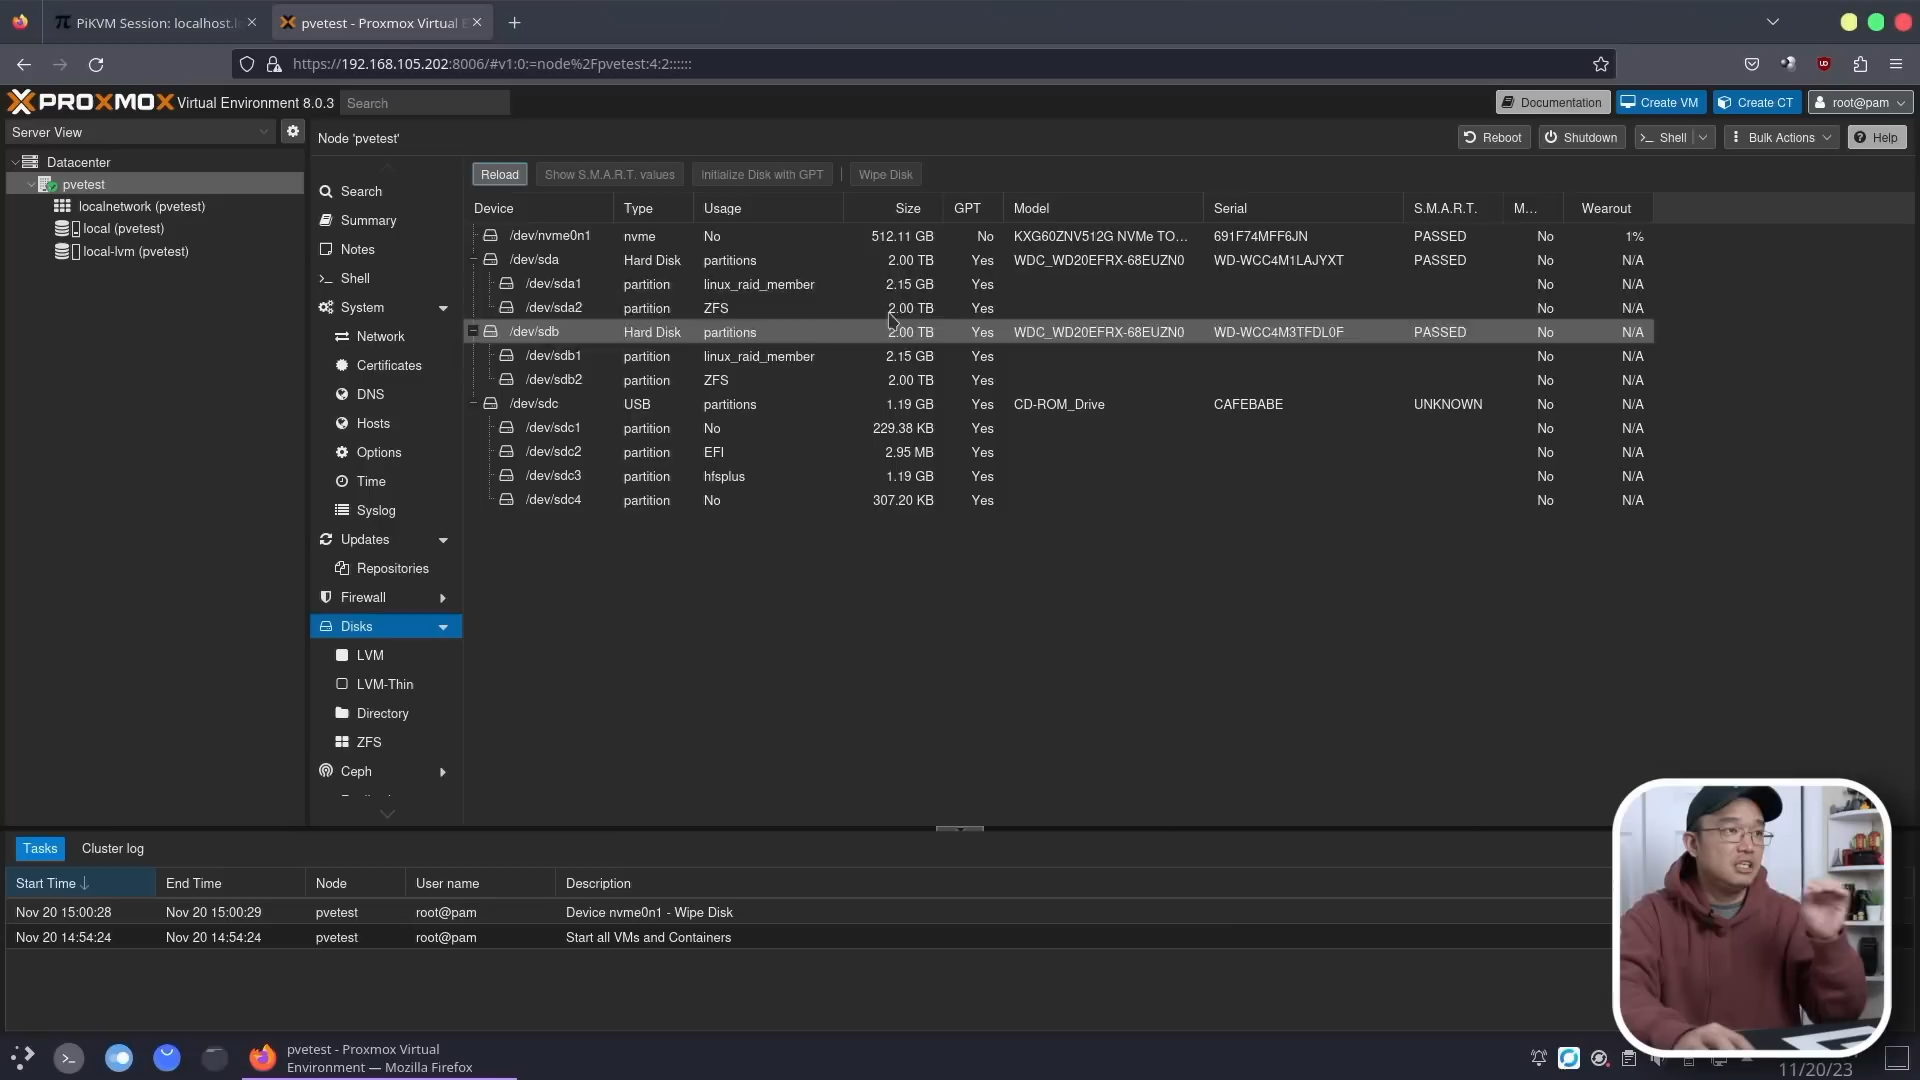 PiKVM Session: localhost.l
pvetest - Proxmox Virtual E
https://192.168.105.202:8006/#v1:0:=node%2Fpvetest:4:2::::::
PROXMOX Virtual Environment 8.0.3
Search
Documentation
Create VM
Create CT
root@pam
Server View
Node 'pvetest'
Reboot
Shutdown
Shell
Bulk Actions
Help
Datacenter
pvetest
localnetwork (pvetest)
local (pvetest)
local-lvm (pvetest)
Search
Summary
Notes
Shell
System
Network
Certificates
DNS
Hosts
Options
Time
Syslog
Updates
Repositories
Firewall
Disks
LVM
LVM-Thin
Directory
ZFS
Ceph
Reload
Show S.M.A.R.T. values
Initialize Disk with GPT
Wipe Disk
Device Type Usage Size GPT Model Serial S.M.A.R.T. M... Wearout
/dev/nvme0n1 nvme No 512.11 GB No KXG60ZNV512G NVMe TO... 691F74MFF6JN PASSED No 1%
/dev/sda Hard Disk partitions 2.00 TB Yes WDC_WD20EFRX-68EUZN0 WD-WCC4M1LAJYXT PASSED No N/A
/dev/sda1 partition linux_raid_member 2.15 GB Yes No N/A
/dev/sda2 partition ZFS 2.00 TB Yes No N/A
/dev/sdb Hard Disk partitions 2.00 TB Yes WDC_WD20EFRX-68EUZN0 WD-WCC4M3TFDL0F PASSED No N/A
/dev/sdb1 partition linux_raid_member 2.15 GB Yes No N/A
/dev/sdb2 partition ZFS 2.00 TB Yes No N/A
/dev/sdc USB partitions 1.19 GB Yes CD-ROM_Drive CAFEBABE UNKNOWN No N/A
/dev/sdc1 partition No 229.38 KB Yes No N/A
/dev/sdc2 partition EFI 2.95 MB Yes No N/A
/dev/sdc3 partition hfsplus 1.19 GB Yes No N/A
/dev/sdc4 partition No 307.20 KB Yes No N/A
Tasks
Cluster log
Start Time End Time Node User name Description
Nov 20 15:00:28 Nov 20 15:00:29 pvetest root@pam Device nvme0n1 - Wipe Disk
Nov 20 14:54:24 Nov 20 14:54:24 pvetest root@pam Start all VMs and Containers
pvetest - Proxmox Virtual
Environment — Mozilla Firefox
11/20/23